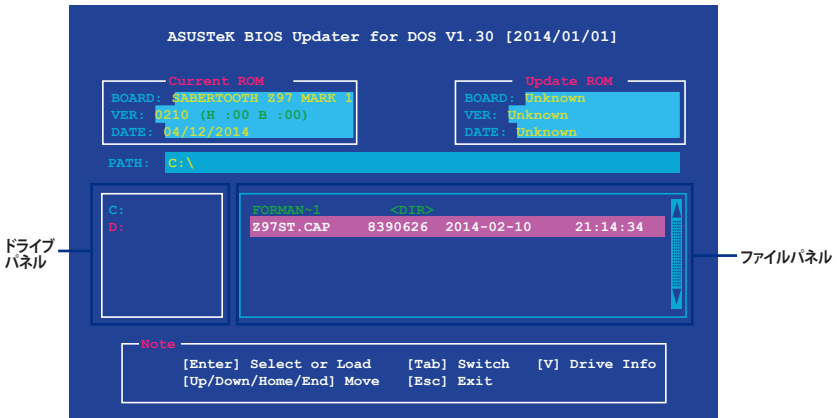 ASUSTeK BIOS Updater for DOS V1.30 [2014/01/01]
Current ROM
BOARD: SABERTOOTH Z97 MARK 1
VER: 0210 (H :00 B :00)
DATE: 04/12/2014
Update ROM
BOARD: Unknown
VER: Unknown
DATE: Unknown
PATH: C:\
C:
D:
FORMAN~1 <DIR>
Z97ST.CAP 8390626 2014-02-10 21:14:34
ドライブ
パネル
ファイルパネル
Note
[Enter] Select or Load [Tab] Switch [V] Drive Info
[Up/Down/Home/End] Move [Esc] Exit